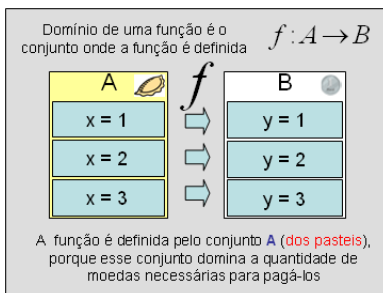 Domínio de uma função é o
conjunto onde a função é definida
f : A → B
A
f
B
x = 1
y = 1
x = 2
y = 2
x = 3
y = 3
A função é definida pelo conjunto A (dos pasteis),
porque esse conjunto domina a quantidade de
moedas necessárias para pagá-los